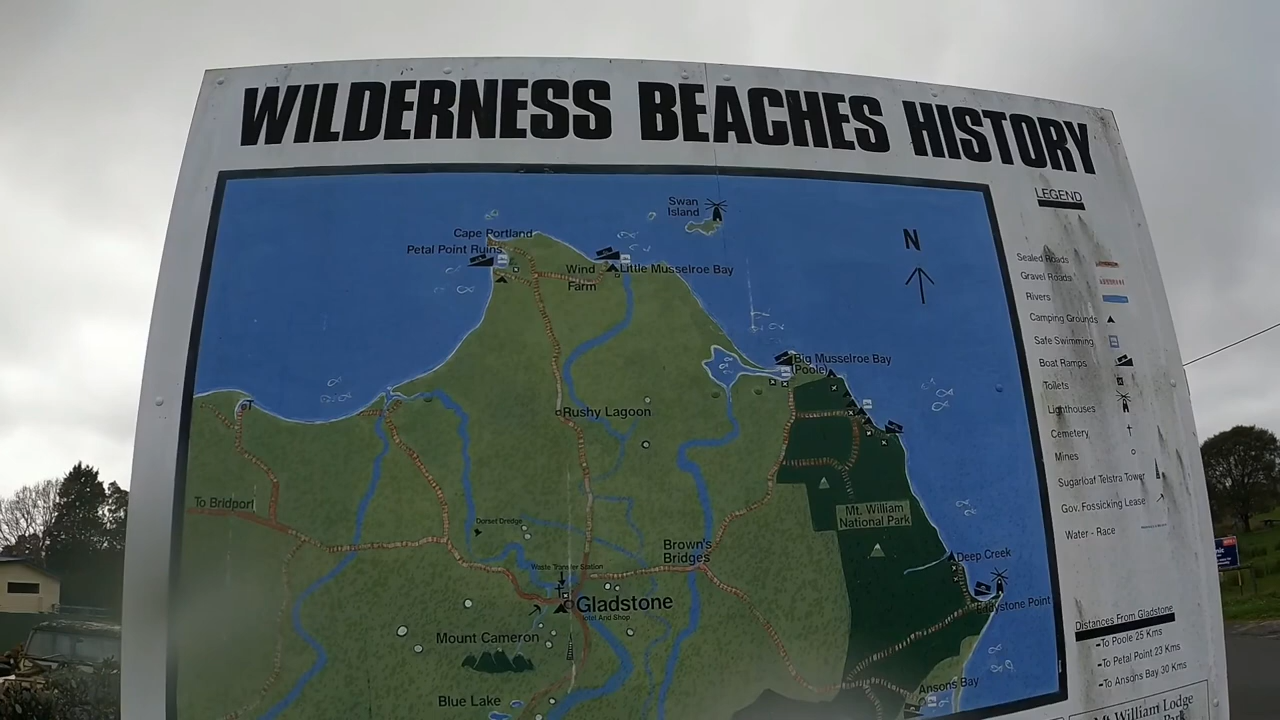 WILDERNESS BEACHES HISTORY
LEGEND
Sealed Roads
Gravel Roads
Rivers
Camping Grounds
Safe Swimming
Boat Ramps
Toilets
Lighthouses
Cemetery
Mines
Sugarloaf Telstra Tower
Gov. Fossicking Lease
Water - Race
Distances From Gladstone
-To Poole 25 Kms
-To Petal Point 23 Kms
-To Ansons Bay 30 Kms
Mt William Lodge
Swan
Island
N
Cape Portland
Petal Point Ruins
Wind
Farm
Little Musselroe Bay
Big Musselroe Bay
(Poole)
Rushy Lagoon
To Bridport
Mt. William
National Park
Dorset Dredge
Brown's
Bridges
Deep Creek
Waste Transfer Station
Gladstone
Hotel And Shop
Eddystone Point
Mount Cameron
Ansons Bay
Blue Lake